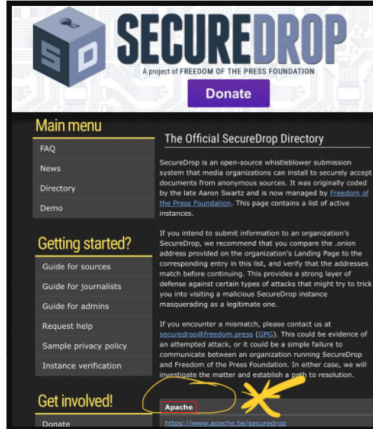 S D
SECUREDROP
A project of FREEDOM OF THE PRESS FOUNDATION
Donate
Main menu
FAQ
News
Directory
Demo
Getting started?
Guide for sources
Guide for journalists
Guide for admins
Request help
Sample privacy policy
Instance verification
Get involved!
Donate
The Official SecureDrop Directory
SecureDrop is an open-source whistleblower submission
system that media organizations can install to securely accept
documents from anonymous sources. It was originally coded
by the late Aaron Swartz and is now managed by Freedom of
the Press Foundation. This page contains a list of active
instances.
If you intend to submit information to an organization's
SecureDrop, we recommend that you compare the .onion
address provided on the organization's Landing Page to the
corresponding entry in this list, and verify that the addresses
match before continuing. This provides a strong layer of
defense against certain types of attacks that might try to trick
you into visiting a malicious SecureDrop instance
masquerading as a legitimate one.
If you encounter a mismatch, please contact us at
securedrop@freedom.press (GPG). This could be evidence of
an attempted attack, or it could be a simple failure to
communicate between an organization running SecureDrop
and Freedom of the Press Foundation. In either case, we will
investigate the matter and establish a path to resolution.
Apache
https://www.apache.be/securedrop